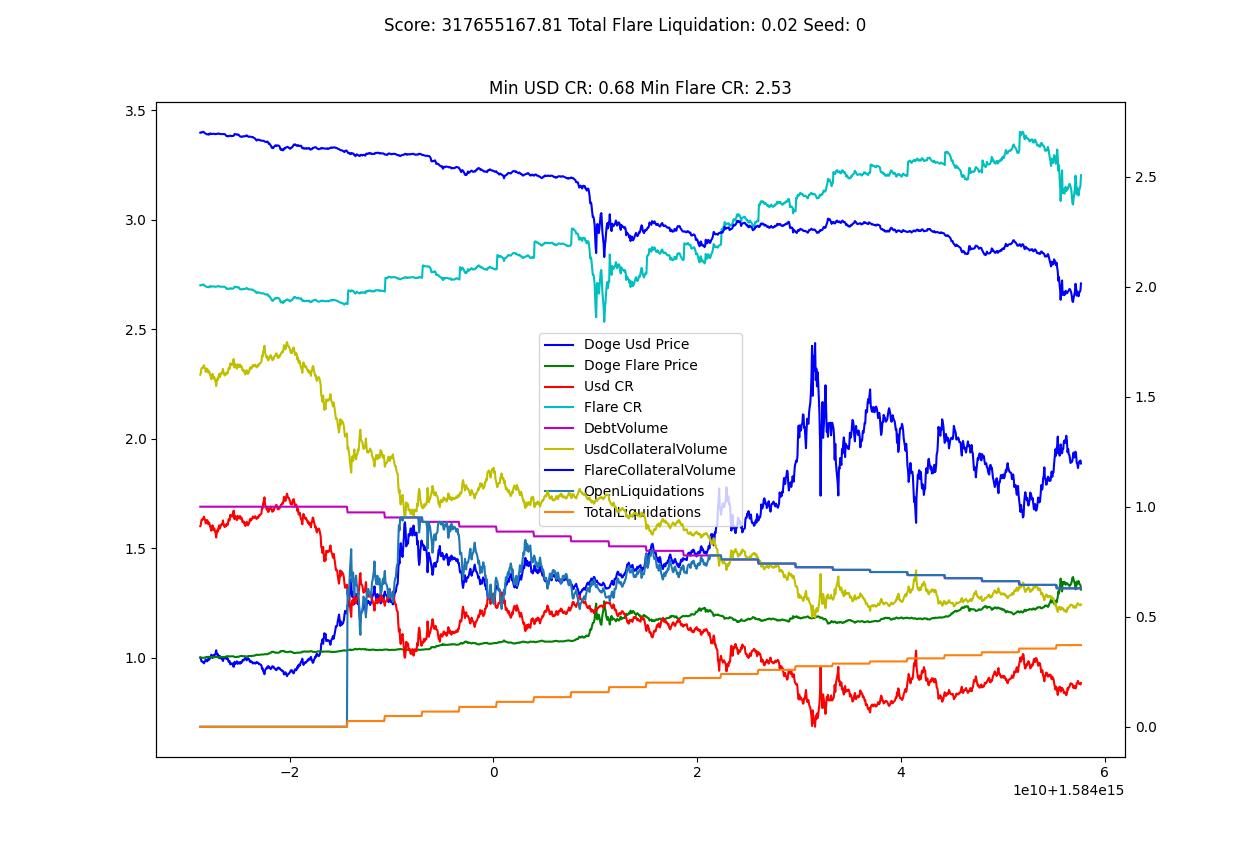 Score: 317655167.81 Total Flare Liquidation: 0.02 Seed: 0
Min USD CR: 0.68 Min Flare CR: 2.53
3.5
3.0
2.5
2.0
1.5
1.0
2.5
2.0
1.5
1.0
0.5
0.0
Doge Usd Price
Doge Flare Price
Usd CR
Flare CR
DebtVolume
UsdCollateralVolume
FlareCollateralVolume
OpenLiquidations
TotalLiquidations
−2 0 2 4 6
1e10+1.584e15